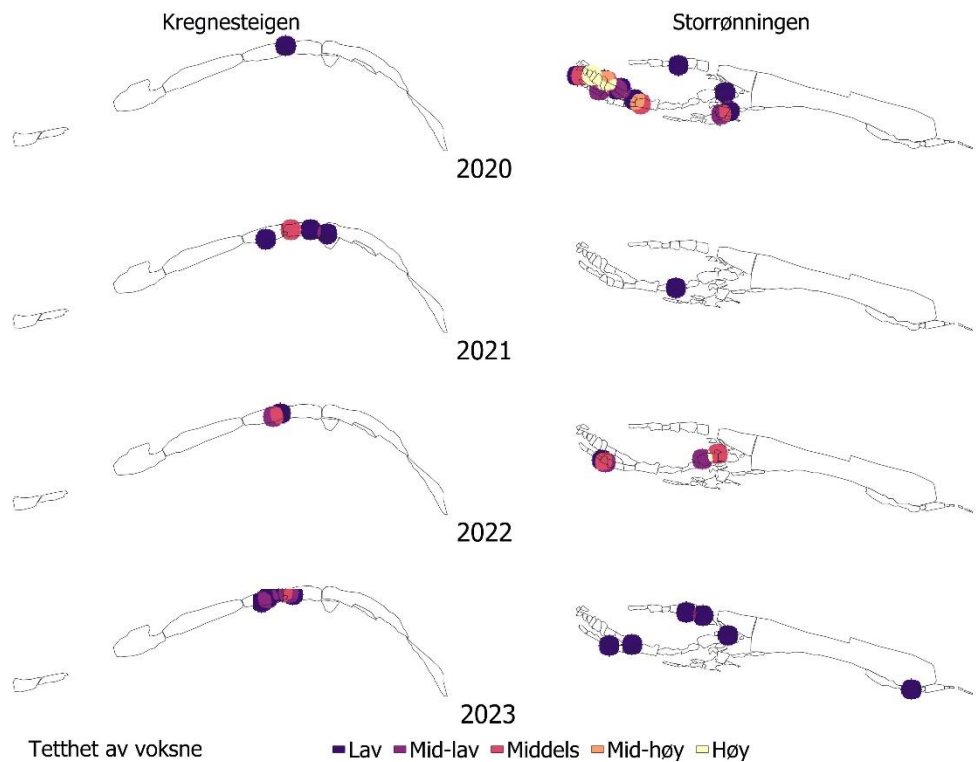 Kregnesteigen
Storrønningen
2020
2021
2022
2023
Tetthet av voksne
Lav Mid-lav Middels Mid-høy Høy